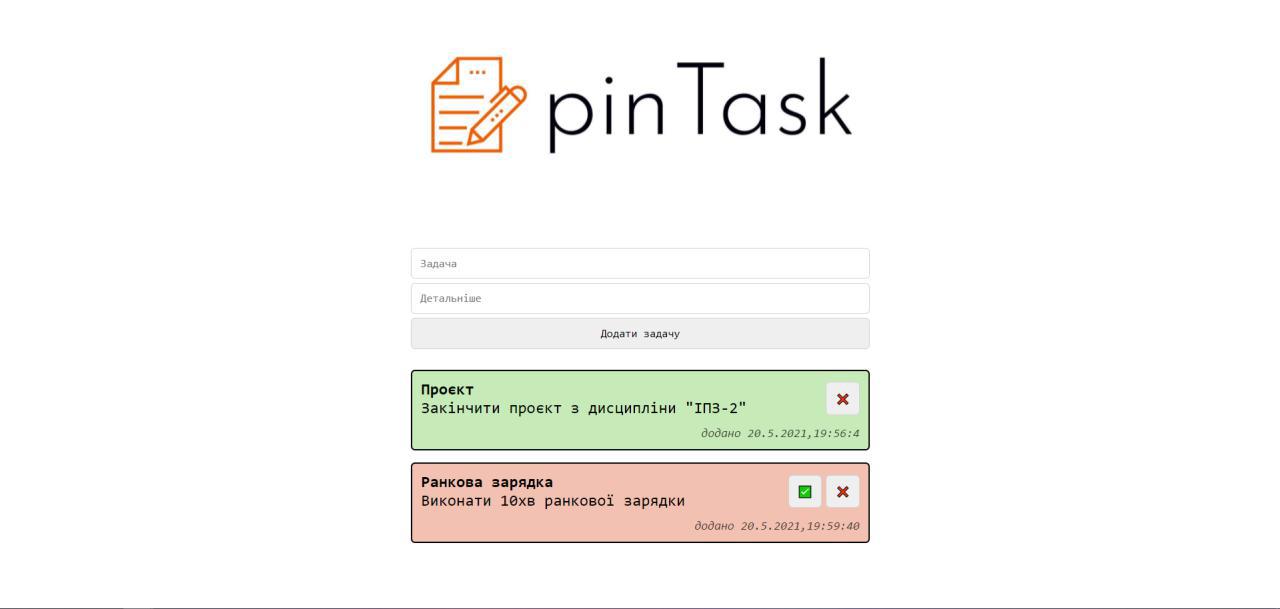 pinTask
Задача
Детальніше
Додати задачу
Проєкт
Закінчити проєкт з дисципліни "ІПЗ-2"
додано 20.5.2021,19:56:4
Ранкова зарядка
Виконати 10хв ранкової зарядки
додано 20.5.2021,19:59:40